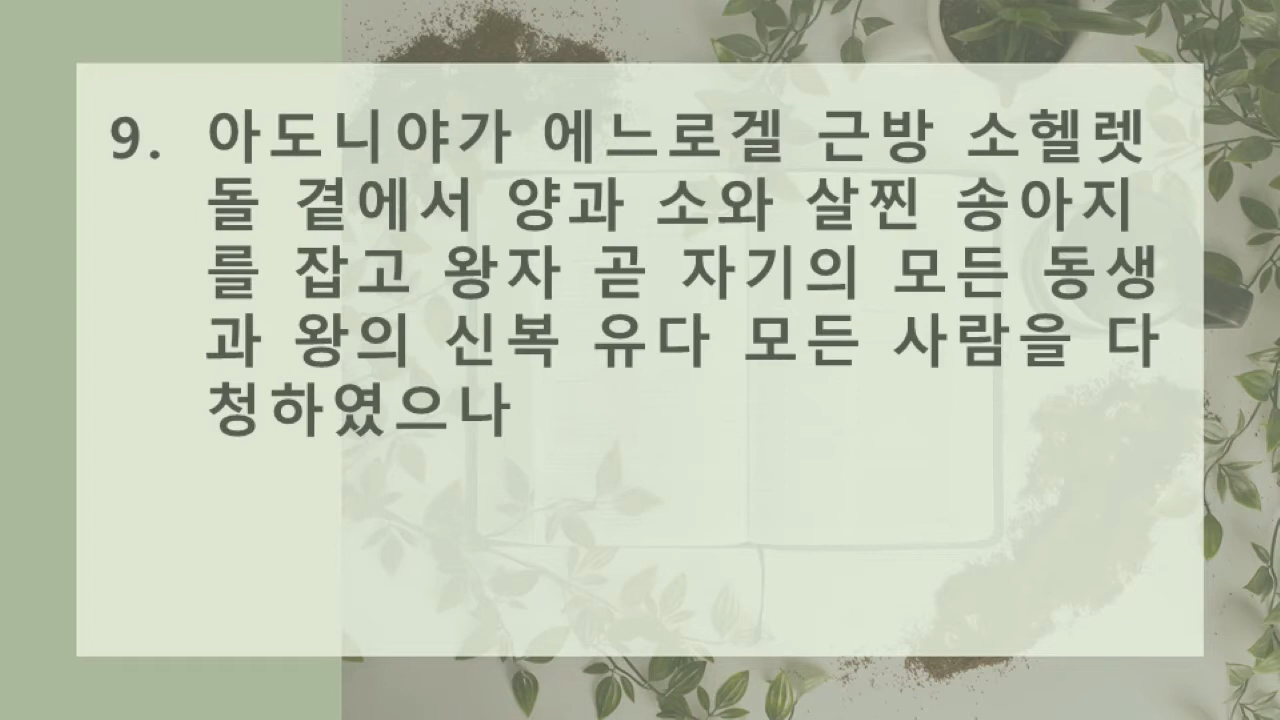 9. 아도니야가 에느로겔 근방 소헬렛
돌 곁에서 양과 소와 살찐 송아지
를 잡고 왕자 곧 자기의 모든 동생
과 왕의 신복 유다 모든 사람을 다
청하였으나